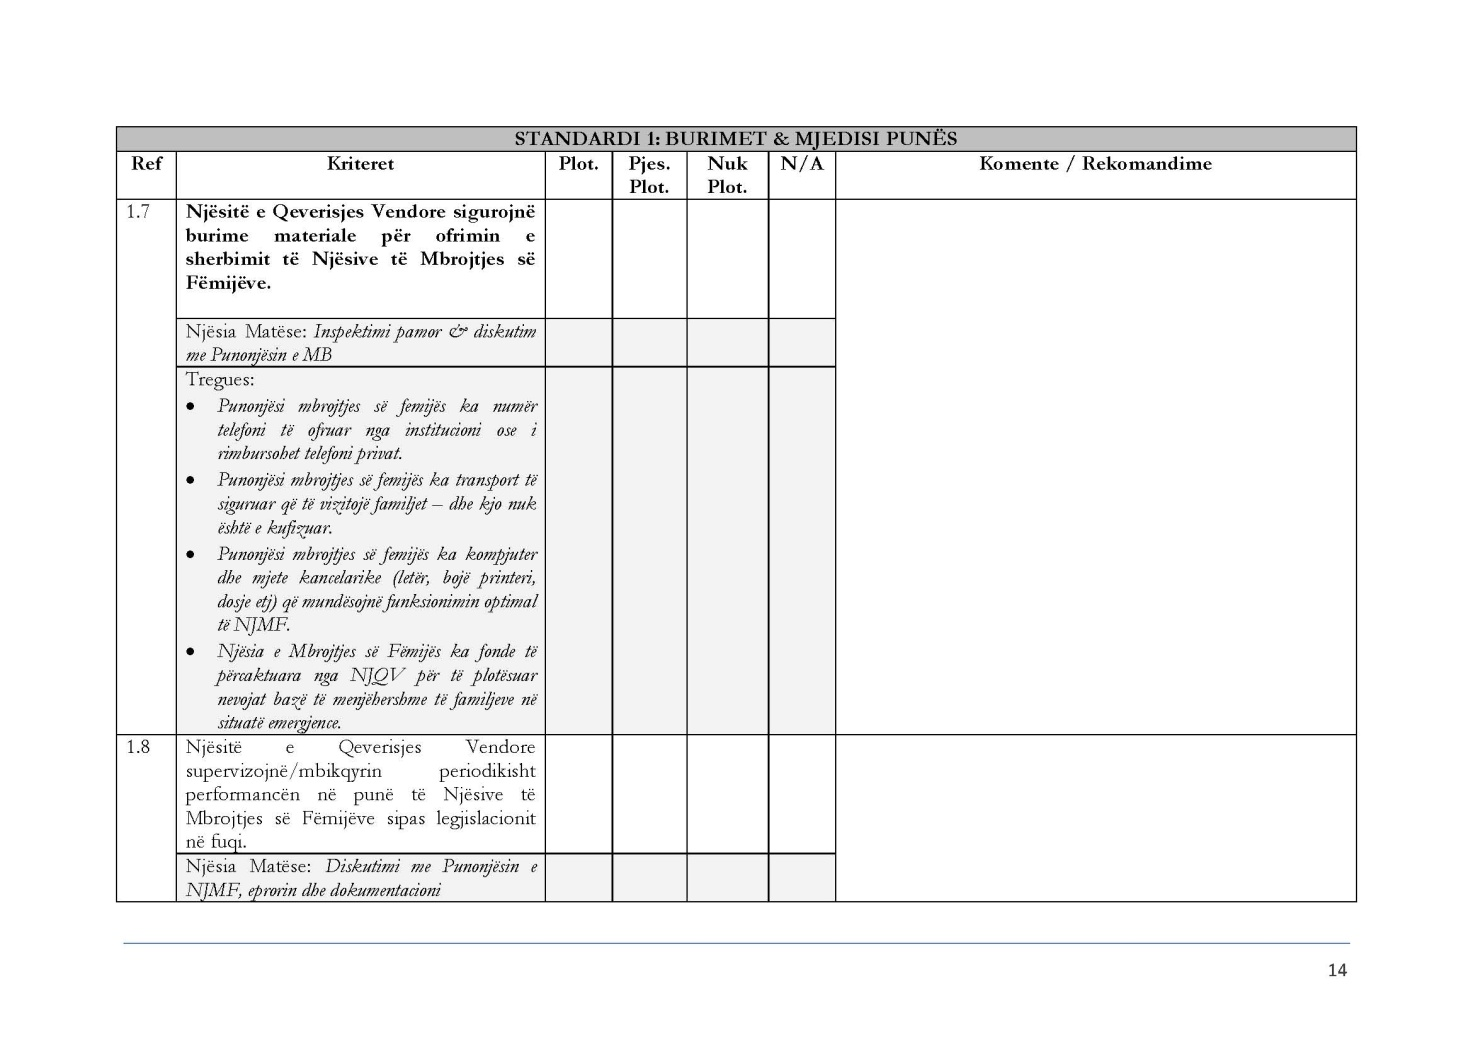 STANDARDI 1: BURIMET & MJEDISI PUNËS
Ref Kriteret Plot. Pjes. Nuk N/A Komente / Rekomandime
Plot. Plot.
1.7 Njësitë e Qeverisjes Vendore sigurojnë
burime materiale për ofrimin e
sherbimit të Njësive të Mbrojtjes së
Fëmijëve.
Njësia Matëse: Inspektimi pamor & diskutim
me Punonjësin e MB
Tregues:
• Punonjësi mbrojtjes së femijës ka numër
telefoni të ofruar nga institucioni ose i
rimbursohet telefoni privat.
• Punonjësi mbrojtjes së femijës ka transport të
siguruar që të vizitojë familjet – dhe kjo nuk
është e kufizuar.
• Punonjësi mbrojtjes së femijës ka kompjuter
dhe mjete kancelarike (letër, bojë printeri,
dosje etj) që mundësojnë funksionimin optimal
të NJMF.
• Njësia e Mbrojtjes së Fëmijës ka fonde të
përcaktuara nga NJQV për të plotësuar
nevojat bazë të menjëhershme të familjeve në
situatë emergjence.
1.8 Njësitë e Qeverisjes Vendore
supervizojnë/mbikqyrin periodikisht
performancën në punë të Njësive të
Mbrojtjes së Fëmijëve sipas legjislacionit
në fuqi.
Njësia Matëse: Diskutimi me Punonjësin e
NJMF, eprorin dhe dokumentacioni
14